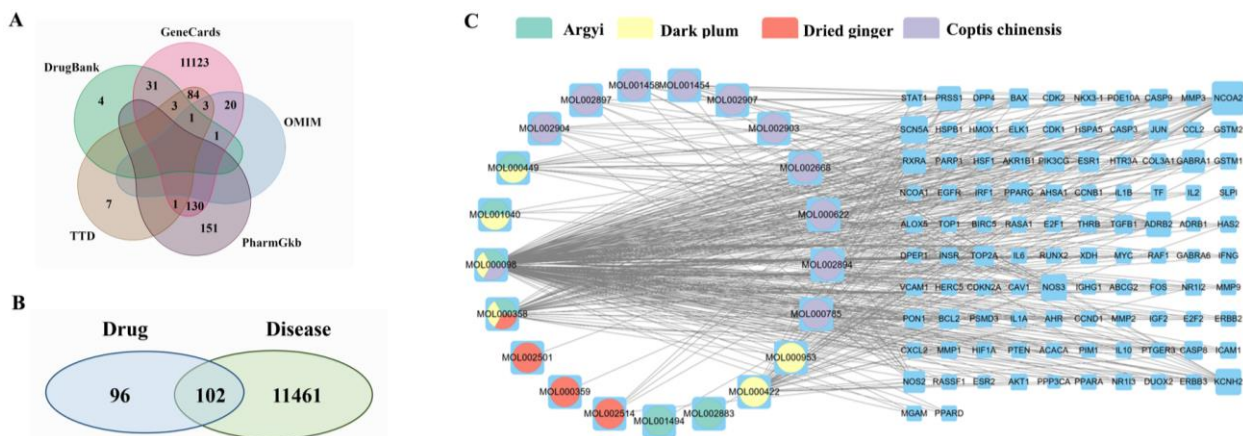 A
GeneCards
DrugBank
11123
4
31
84
3
3
20
OMIM
1
1
7
1
130
151
TTD
PharmGkb
B
Drug
Disease
96
102
11461
C
Argyi
Dark plum
Dried ginger
Coptis chinensis
MOL001458
MOL001454
MOL002897
MOL002907
MOL002904
MOL002903
MOL000449
MOL002668
MOL001040
MOL000622
MOL000098
MOL002894
MOL000358
MOL000785
MOL002501
MOL000953
MOL000359
MOL000422
MOL002514
MOL001494
MOL002883
STAT1 PRSS1 DPP4 BAX CDK2 NKX3-1 PDE10A CASP9 MMP3 NCOA2
SCN5A HSPB1 HMOX1 ELK1 CDK1 HSPA5 CASP3 JUN CCL2 GSTM2
RXRA PARP1 HSF1 AKR1B1 PIK3CG ESR1 HTR3A COL3A1 GABRA1 GSTM1
NCOA1 EGFR IRF1 PPARG AHSA1 CCNB1 IL1B TF IL2 SLPI
ALOX5 TOP1 BIRC5 RASA1 E2F1 THRB TGFB1 ADRB2 ADRB1 HAS2
DPEP1 INSR TOP2A IL6 RUNX2 XDH MYC RAF1 GABRA6 IFNG
VCAM1 HERC5 CDKN2A CAV1 NOS3 IGHG1 ABCG2 FOS NR1I2 MMP9
PON1 BCL2 PSMD3 IL1A AHR CCND1 MMP2 IGF2 E2F2 ERBB2
CXCL2 MMP1 HIF1A PTEN ACACA PIM1 IL10 PTGER3 CASP8 ICAM1
NOS2 RASSF1 ESR2 AKT1 PPP3CA PPARA NR1I3 DUOX2 ERBB3 KCNH2
MGAM PPARD